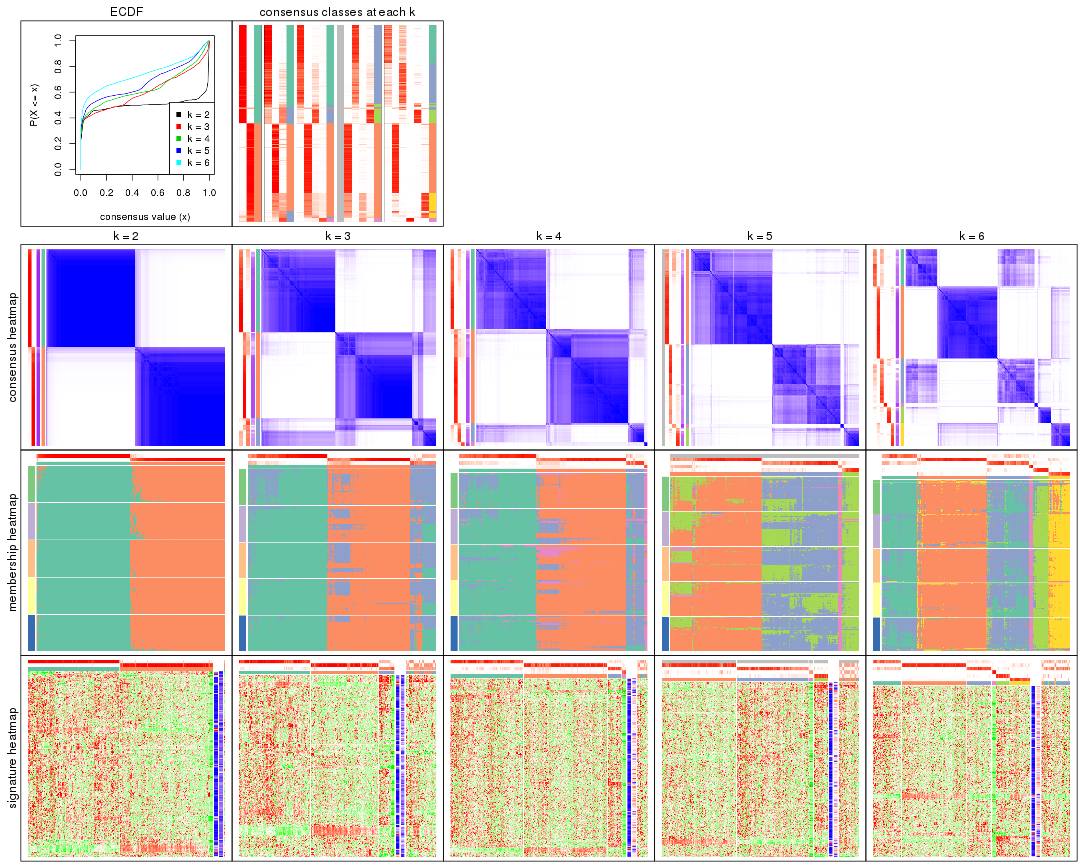 ECDF
consensus classes at each k
P(X <= x)
1.0
0.8
0.6
0.4
0.2
0.0
k = 2
k = 3
k = 4
k = 5
k = 6
0.0 0.2 0.4 0.6 0.8 1.0
consensus value (x)
k = 2
k = 3
k = 4
k = 5
k = 6
consensus heatmap
membership heatmap
signature heatmap